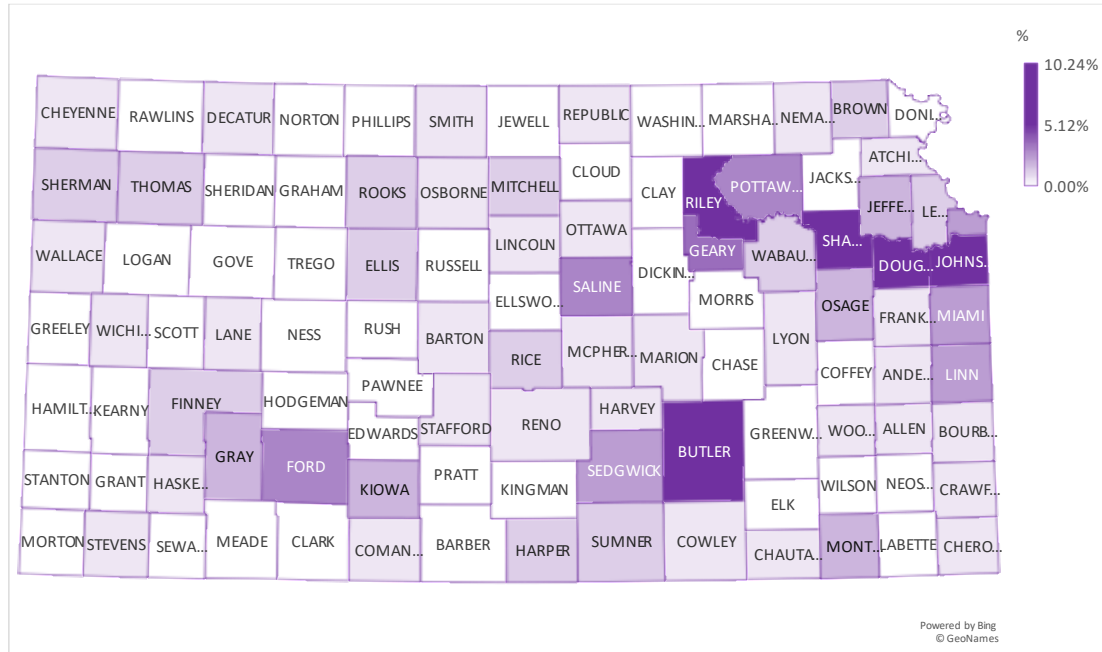 %
10.24%
5.12%
0.00%
CHEYENNE RAWLINS DECATUR NORTON PHILLIPS SMITH JEWELL REPUBLIC WASHIN... MARSHA... NEMA... BROWN DONI...
ATCHI...
SHERMAN THOMAS SHERIDAN GRAHAM ROOKS OSBORNE MITCHELL CLOUD CLAY RILEY POTTAW... JACKS... JEFFE... LE...
LINCOLN OTTAWA
WALLACE LOGAN GOVE TREGO ELLIS RUSSELL SALINE DICKIN... GEARY WABAU... SHA... DOUG... JOHNS...
ELLSWO... MORRIS
GREELEY WICHI... SCOTT LANE NESS RUSH BARTON RICE MCPHER... MARION CHASE LYON OSAGE FRANK... MIAMI
COFFEY ANDE... LINN
HAMILT... KEARNY FINNEY HODGEMAN PAWNEE STAFFORD RENO HARVEY
EDWARDS GREENW... WOO... ALLEN BOURB...
GRAY FORD SEDGWICK BUTLER
STANTON GRANT HASKE... KIOWA PRATT KINGMAN ELK WILSON NEOS... CRAWF...
MORTON STEVENS SEWA... MEADE CLARK COMAN... BARBER HARPER SUMNER COWLEY CHAUTA... MONT... LABETTE CHERO...
Powered by Bing
© GeoNames